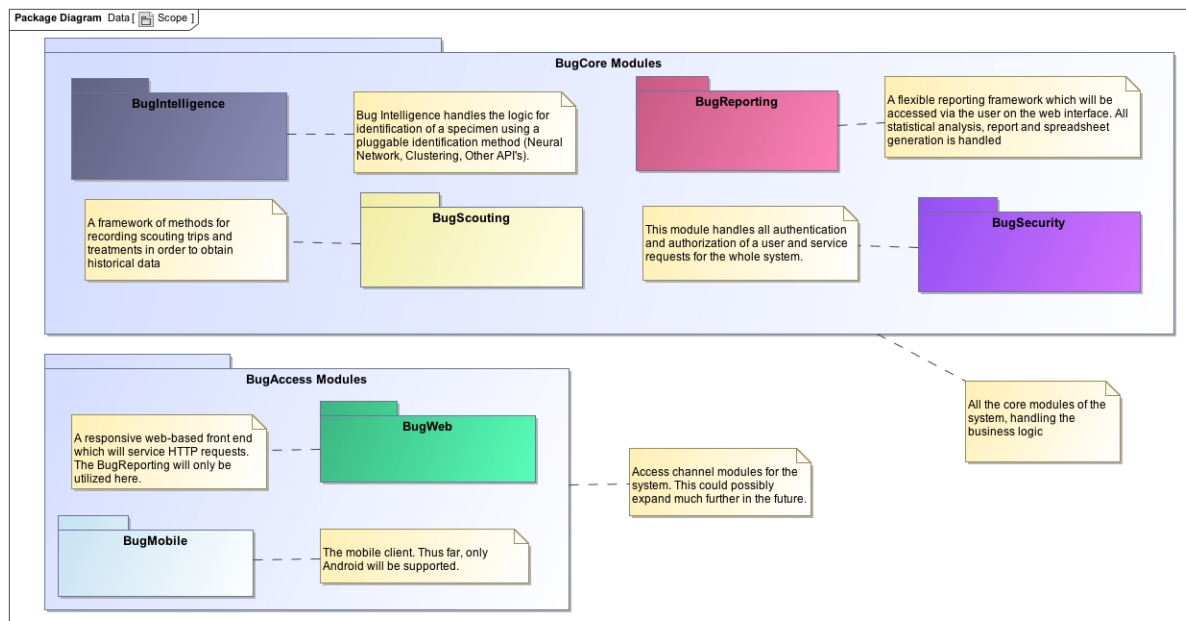 Package Diagram Data [ Scope ]
BugCore Modules
BugIntelligence
Bug Intelligence handles the logic for
identification of a specimen using a
pluggable identification method (Neural
Network, Clustering, Other API's).
BugReporting
A flexible reporting framework which will be
accessed via the user on the web interface. All
statistical analysis, report and spreadsheet
generation is handled
A framework of methods for
recording scouting trips and
treatments in order to obtain
historical data
BugScouting
This module handles all authentication
and authorization of a user and service
requests for the whole system.
BugSecurity
BugAccess Modules
A responsive web-based front end
which will service HTTP requests.
The BugReporting will only be
utilized here.
BugWeb
All the core modules of the
system, handling the
business logic
Access channel modules for the
system. This could possibly
expand much further in the future.
BugMobile
The mobile client. Thus far, only
Android will be supported.